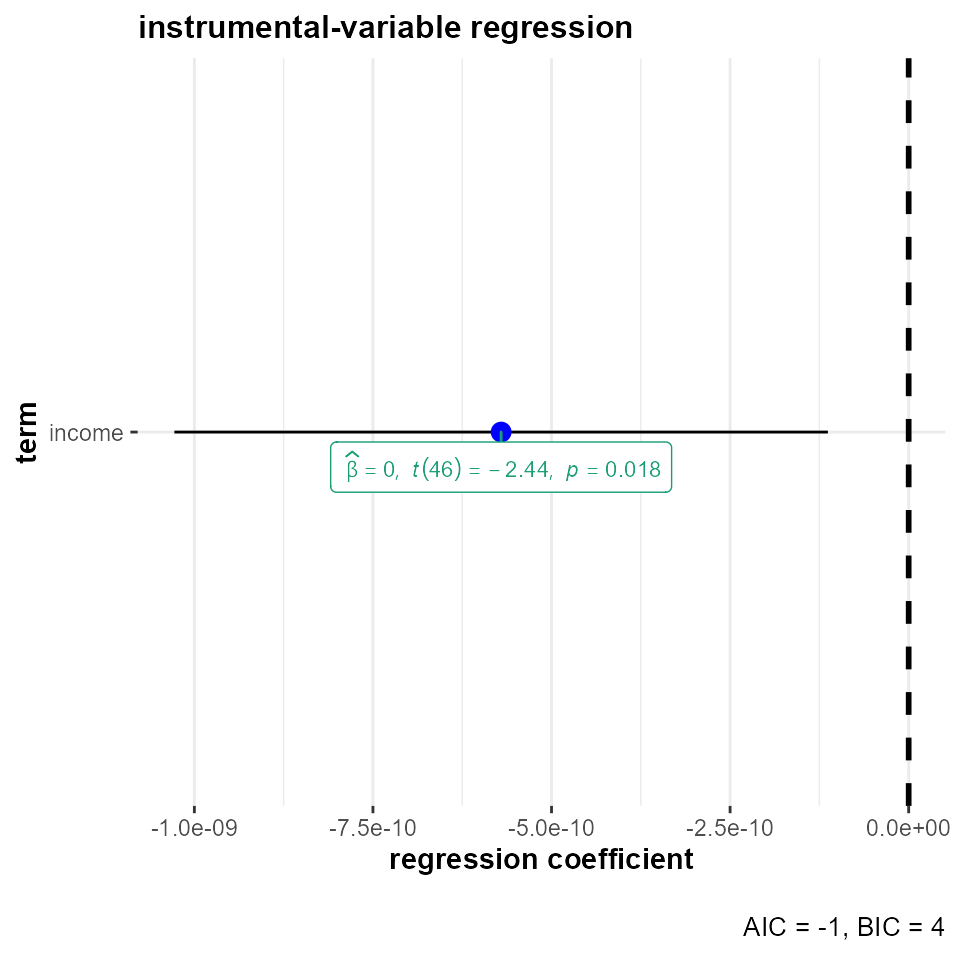 instrumental-variable regression
term
income
β̂ = 0, t(46) = −2.44, p = 0.018
-1.0e-09 -7.5e-10 -5.0e-10 -2.5e-10 0.0e+00
regression coefficient
AIC = -1, BIC = 4